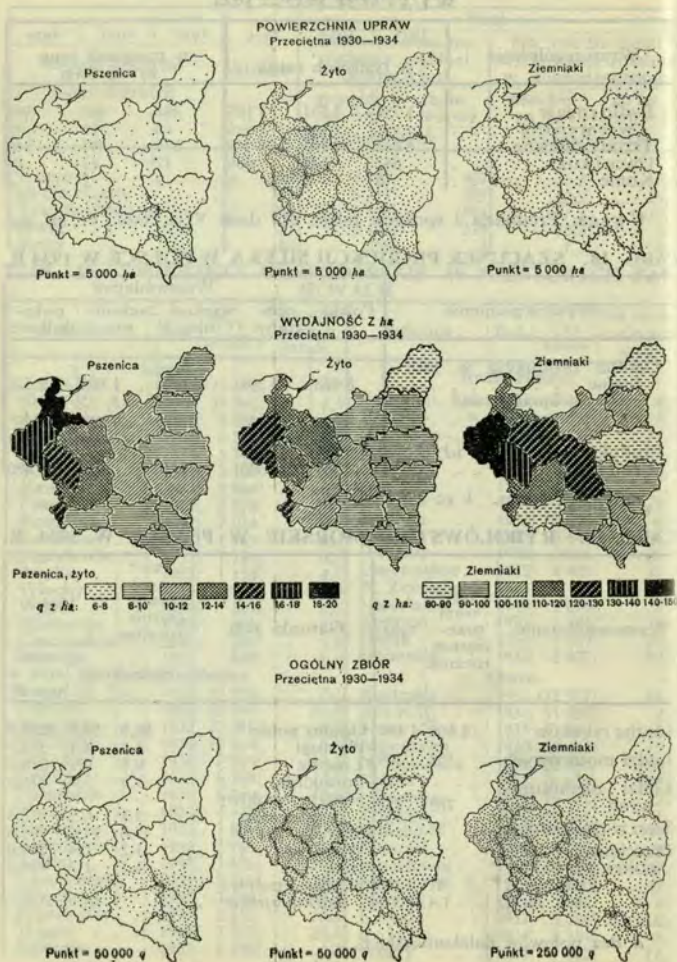 POWIERZCHNIA UPRAW
Przeciętna 1930—1934
Pszenica
Żyto
Ziemniaki
Punkt = 5 000 ha
Punkt = 5 000 ha
Punkt = 5 000 ha
WYDAJNOŚĆ Z ha
Przeciętna 1930—1934
Pszenica
Żyto
Ziemniaki
Pszenica, żyto
q z ha: 6-8 8-10 10-12 12-14 14-16 16-18 18-20
Ziemniaki
q z ha: 80-90 90-100 100-110 110-120 120-130 130-140 140-150
OGÓLNY ZBIÓR
Przeciętna 1930—1934
Pszenica
Żyto
Ziemniaki
Punkt = 50 000 q
Punkt = 50 000 q
Punkt = 250 000 q